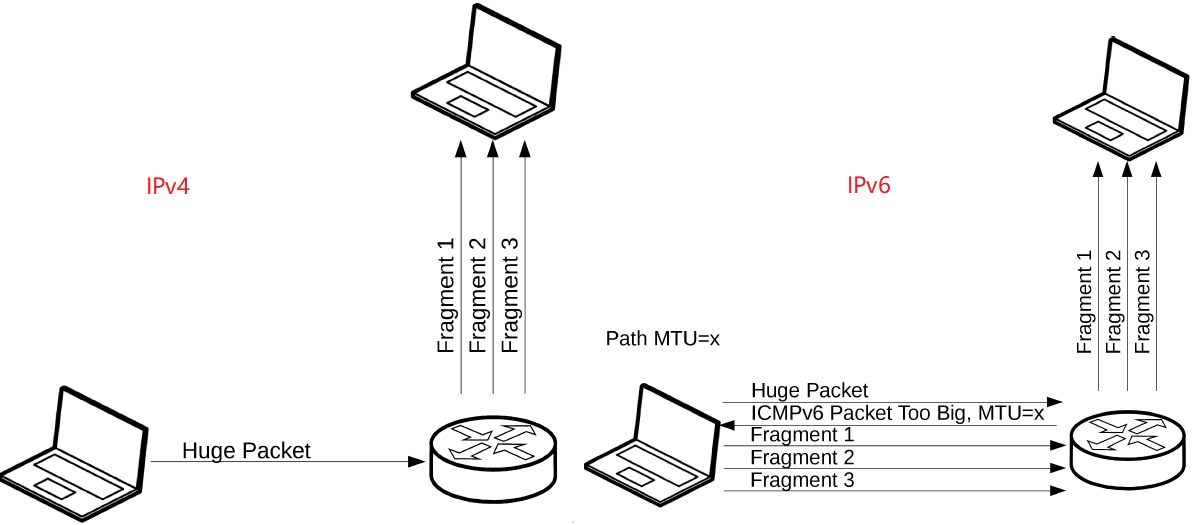 IPv4
Fragment 1
Fragment 2
Fragment 3
Huge Packet
IPv6
Fragment 1
Fragment 2
Fragment 3
Path MTU=x
Huge Packet
ICMPv6 Packet Too Big, MTU=x
Fragment 1
Fragment 2
Fragment 3